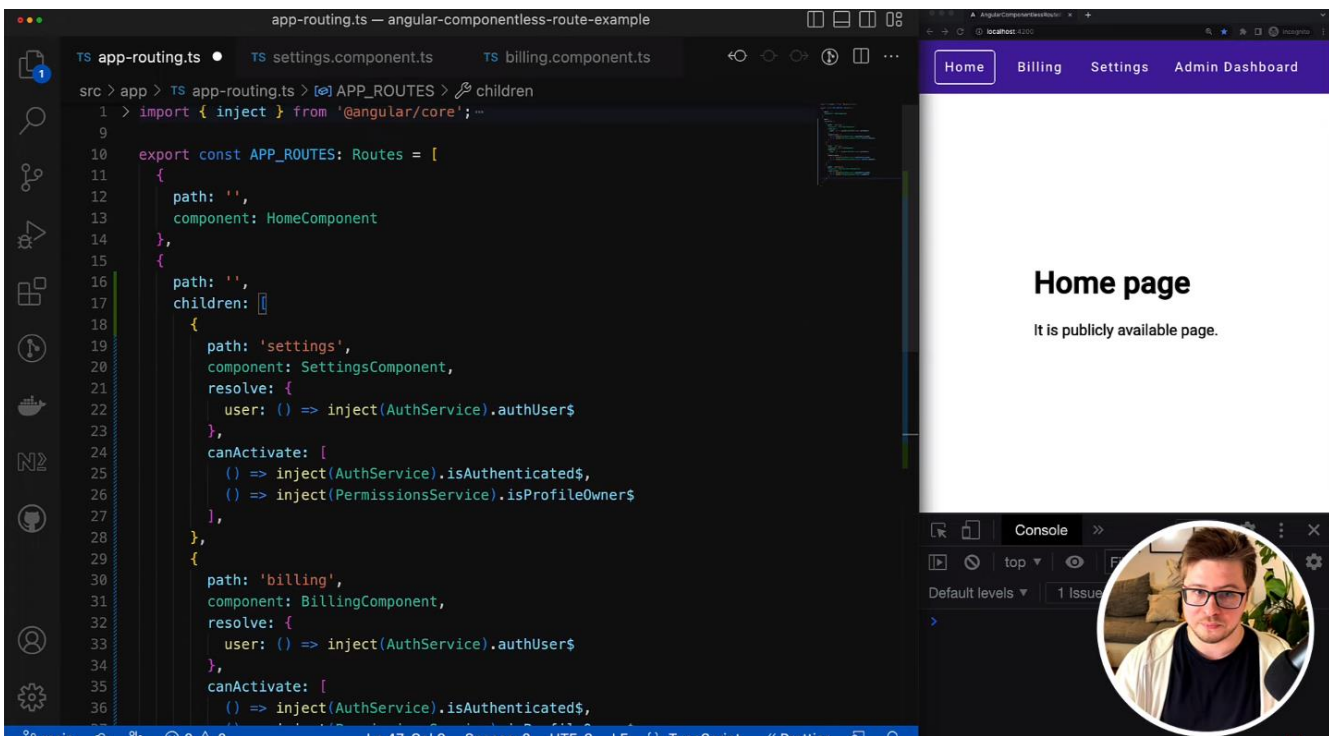 app-routing.ts — angular-componentless-route-example
TS app-routing.ts ● TS settings.component.ts TS billing.component.ts
src > app > TS app-routing.ts > APP_ROUTES > children
1 > import { inject } from '@angular/core';
9
10 export const APP_ROUTES: Routes = [
11 {
12 path: '',
13 component: HomeComponent
14 },
15 {
16 path: '',
17 children: [
18 {
19 path: 'settings',
20 component: SettingsComponent,
21 resolve: {
22 user: () => inject(AuthService).authUser$
23 },
24 canActivate: [
25 () => inject(AuthService).isAuthenticated$,
26 () => inject(PermissionsService).isProfileOwner$
27 ],
28 },
29 {
30 path: 'billing',
31 component: BillingComponent,
32 resolve: {
33 user: () => inject(AuthService).authUser$
34 },
35 canActivate: [
36 () => inject(AuthService).isAuthenticated$,
1
localhost:4200 Incognito
Home Billing Settings Admin Dashboard
Home page
It is publicly available page.
Console »
top ▾
Default levels ▾ 1 Issue
>